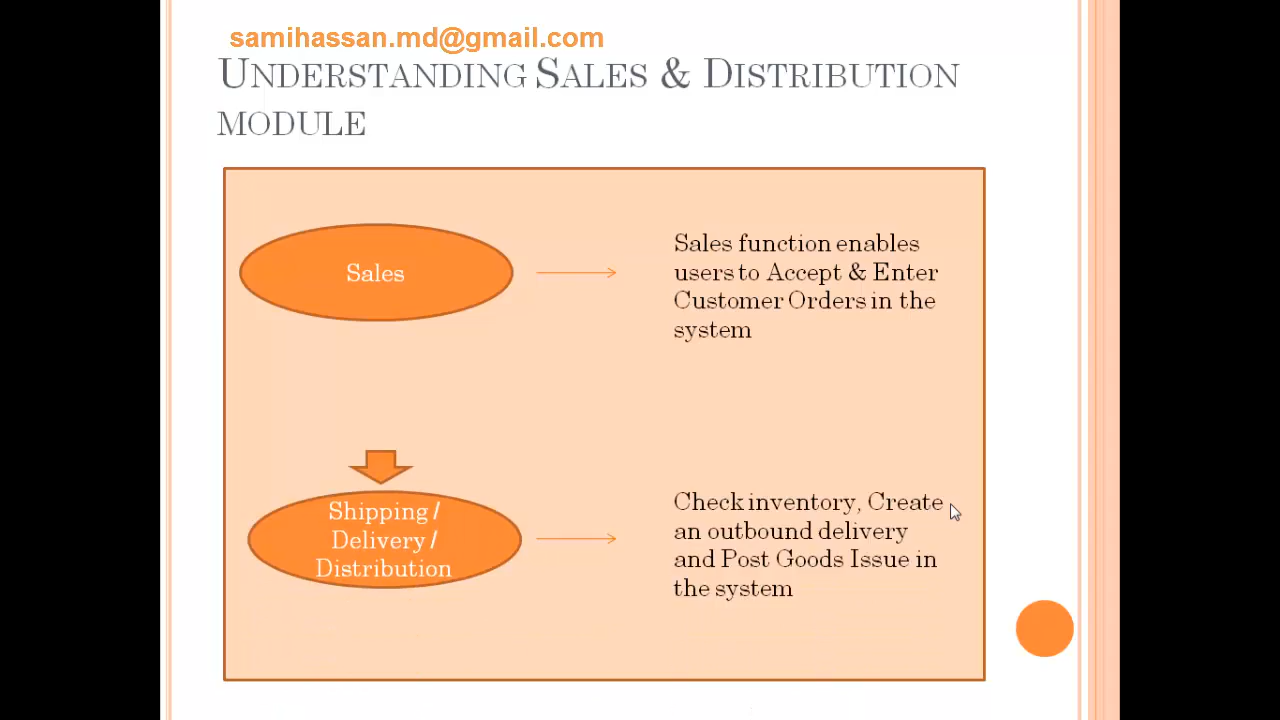 samihassan.md@gmail.com
UNDERSTANDING SALES & DISTRIBUTION
MODULE
Sales
Sales function enables
users to Accept & Enter
Customer Orders in the
system
Shipping /
Delivery /
Distribution
Check inventory, Create
an outbound delivery
and Post Goods Issue in
the system